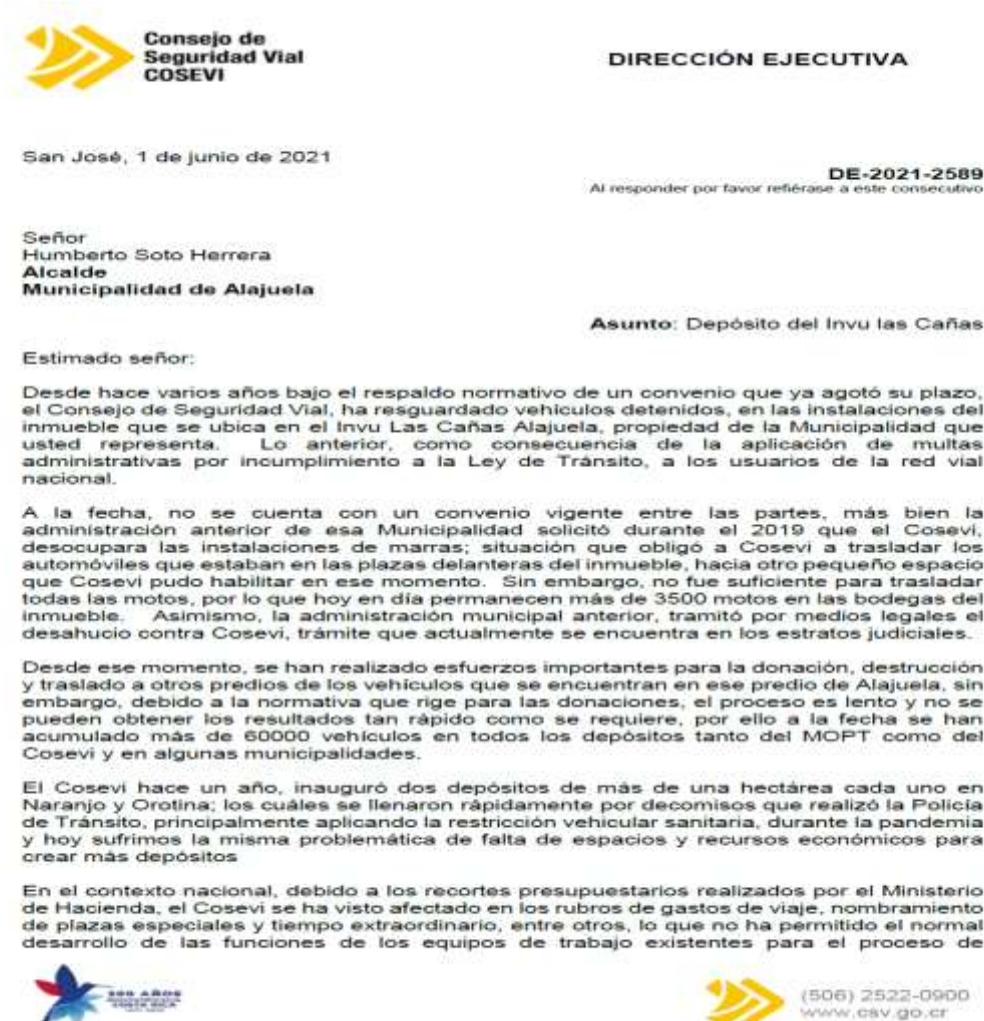 Consejo de
Seguridad Vial
COSEVI
DIRECCIÓN EJECUTIVA
San José, 1 de junio de 2021
DE-2021-2589
Al responder por favor refiérase a este consecutivo
Señor
Humberto Soto Herrera
Alcalde
Municipalidad de Alajuela
Asunto: Depósito del Invu las Cañas
Estimado señor:
Desde hace varios años bajo el respaldo normativo de un convenio que ya agotó su plazo,
el Consejo de Seguridad Vial, ha resguardado vehículos detenidos, en las instalaciones del
inmueble que se ubica en el Invu Las Cañas Alajuela, propiedad de la Municipalidad que
usted representa. Lo anterior, como consecuencia de la aplicación de multas
administrativas por incumplimiento a la Ley de Tránsito, a los usuarios de la red vial
nacional.
A la fecha, no se cuenta con un convenio vigente entre las partes, más bien la
administración anterior de esa Municipalidad solicitó durante el 2019 que el Cosevi,
desocupara las instalaciones de marras; situación que obligó a Cosevi a trasladar los
automóviles que estaban en las plazas delanteras del inmueble, hacia otro pequeño espacio
que Cosevi pudo habilitar en ese momento. Sin embargo, no fue suficiente para trasladar
todas las motos, por lo que hoy en día permanecen más de 3500 motos en las bodegas del
inmueble. Asimismo, la administración municipal anterior, tramitó por medios legales el
desahucio contra Cosevi, trámite que actualmente se encuentra en los estratos judiciales.
Desde ese momento, se han realizado esfuerzos importantes para la donación, destrucción
y traslado a otros predios de los vehículos que se encuentran en ese predio de Alajuela, sin
embargo, debido a la normativa que rige para las donaciones, el proceso es lento y no se
pueden obtener los resultados tan rápido como se requiere, por ello a la fecha se han
acumulado más de 60000 vehículos en todos los depósitos tanto del MOPT como del
Cosevi y en algunas municipalidades.
El Cosevi hace un año, inauguró dos depósitos de más de una hectárea cada uno en
Naranjo y Orotina; los cuáles se llenaron rápidamente por decomisos que realizó la Policía
de Tránsito, principalmente aplicando la restricción vehicular sanitaria, durante la pandemia
y hoy sufrimos la misma problemática de falta de espacios y recursos económicos para
crear más depósitos
En el contexto nacional, debido a los recortes presupuestarios realizados por el Ministerio
de Hacienda, el Cosevi se ha visto afectado en los rubros de gastos de viaje, nombramiento
de plazas especiales y tiempo extraordinario, entre otros, lo que no ha permitido el normal
desarrollo de las funciones de los equipos de trabajo existentes para el proceso de
(506) 2522-0900
www.csv.go.cr